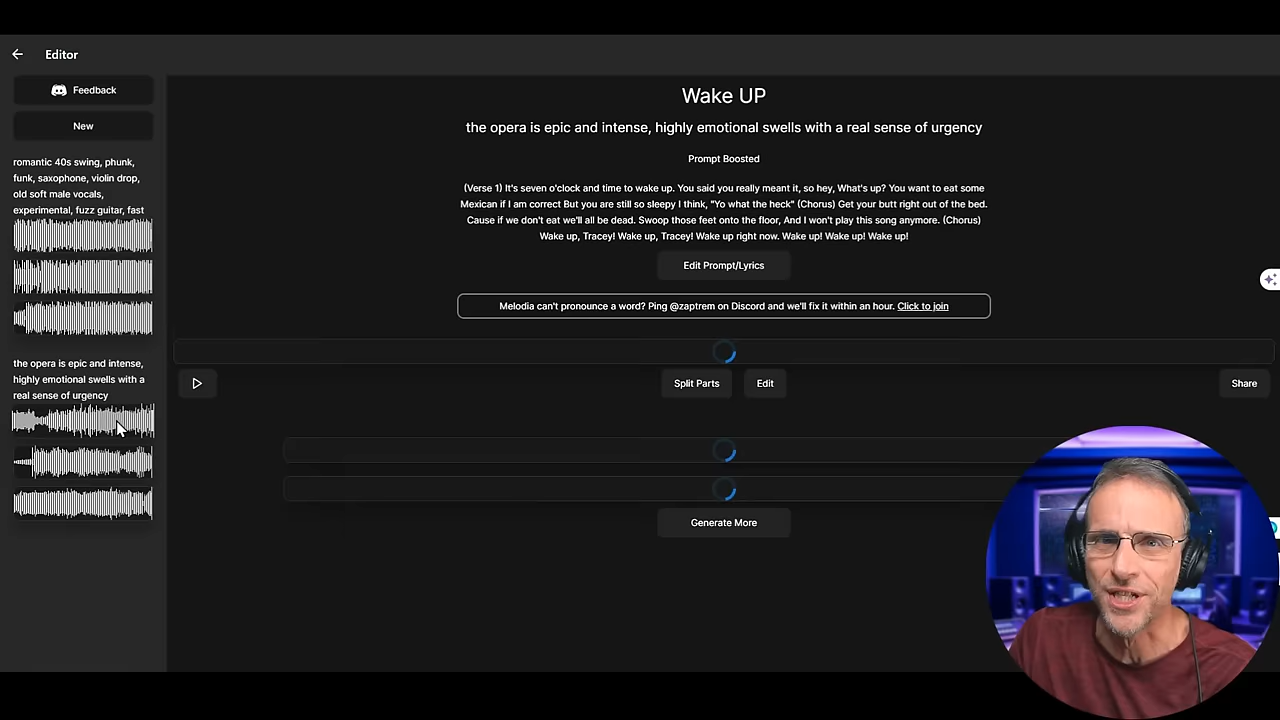 Editor
Feedback
New
romantic 40s swing, phunk,
funk, saxophone, violin drop,
old soft male vocals,
experimental, fuzz guitar, fast
the opera is epic and intense,
highly emotional swells with a
real sense of urgency
Wake UP
the opera is epic and intense, highly emotional swells with a real sense of urgency
Prompt Boosted
(Verse 1) It's seven o'clock and time to wake up. You said you really meant it, so hey, What's up? You want to eat some
Mexican if I am correct But you are still so sleepy I think, "Yo what the heck" (Chorus) Get your butt right out of the bed.
Cause if we don't eat we'll all be dead. Swoop those feet onto the floor, And I won't play this song anymore. (Chorus)
Wake up, Tracey! Wake up, Tracey! Wake up right now. Wake up! Wake up! Wake up!
Edit Prompt/Lyrics
Melodia can't pronounce a word? Ping @zaptrem on Discord and we'll fix it within an hour. Click to join
Split Parts
Edit
Share
Generate More